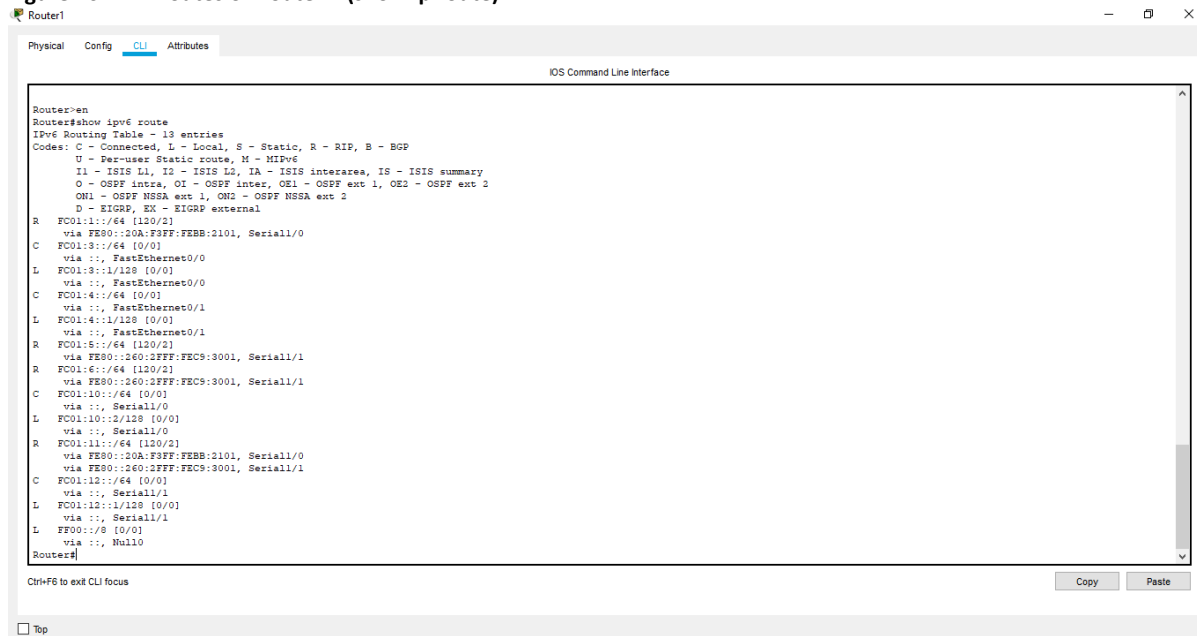 Router1
Physical Config CLI Attributes
IOS Command Line Interface
Router>en
Router#show ipv6 route
IPv6 Routing Table - 13 entries
Codes: C - Connected, L - Local, S - Static, R - RIP, B - BGP
U - Per-user Static route, M - MIPv6
I1 - ISIS L1, I2 - ISIS L2, IA - ISIS interarea, IS - ISIS summary
O - OSPF intra, OI - OSPF inter, OE1 - OSPF ext 1, OE2 - OSPF ext 2
ON1 - OSPF NSSA ext 1, ON2 - OSPF NSSA ext 2
D - EIGRP, EX - EIGRP external
R FC01:1::/64 [120/2]
via FE80::20A:F3FF:FEBB:2101, Serial1/0
C FC01:3::/64 [0/0]
via ::, FastEthernet0/0
L FC01:3::1/128 [0/0]
via ::, FastEthernet0/0
C FC01:4::/64 [0/0]
via ::, FastEthernet0/1
L FC01:4::1/128 [0/0]
via ::, FastEthernet0/1
R FC01:5::/64 [120/2]
via FE80::260:2FFF:FEC9:3001, Serial1/1
R FC01:6::/64 [120/2]
via FE80::260:2FFF:FEC9:3001, Serial1/1
C FC01:10::/64 [0/0]
via ::, Serial1/0
L FC01:10::2/128 [0/0]
via ::, Serial1/0
R FC01:11::/64 [120/2]
via FE80::20A:F3FF:FEBB:2101, Serial1/0
via FE80::260:2FFF:FEC9:3001, Serial1/1
C FC01:12::/64 [0/0]
via ::, Serial1/1
L FC01:12::1/128 [0/0]
via ::, Serial1/1
L FF00::/8 [0/0]
via ::, Null0
Router#
Ctrl+F6 to exit CLI focus
Copy Paste
Top